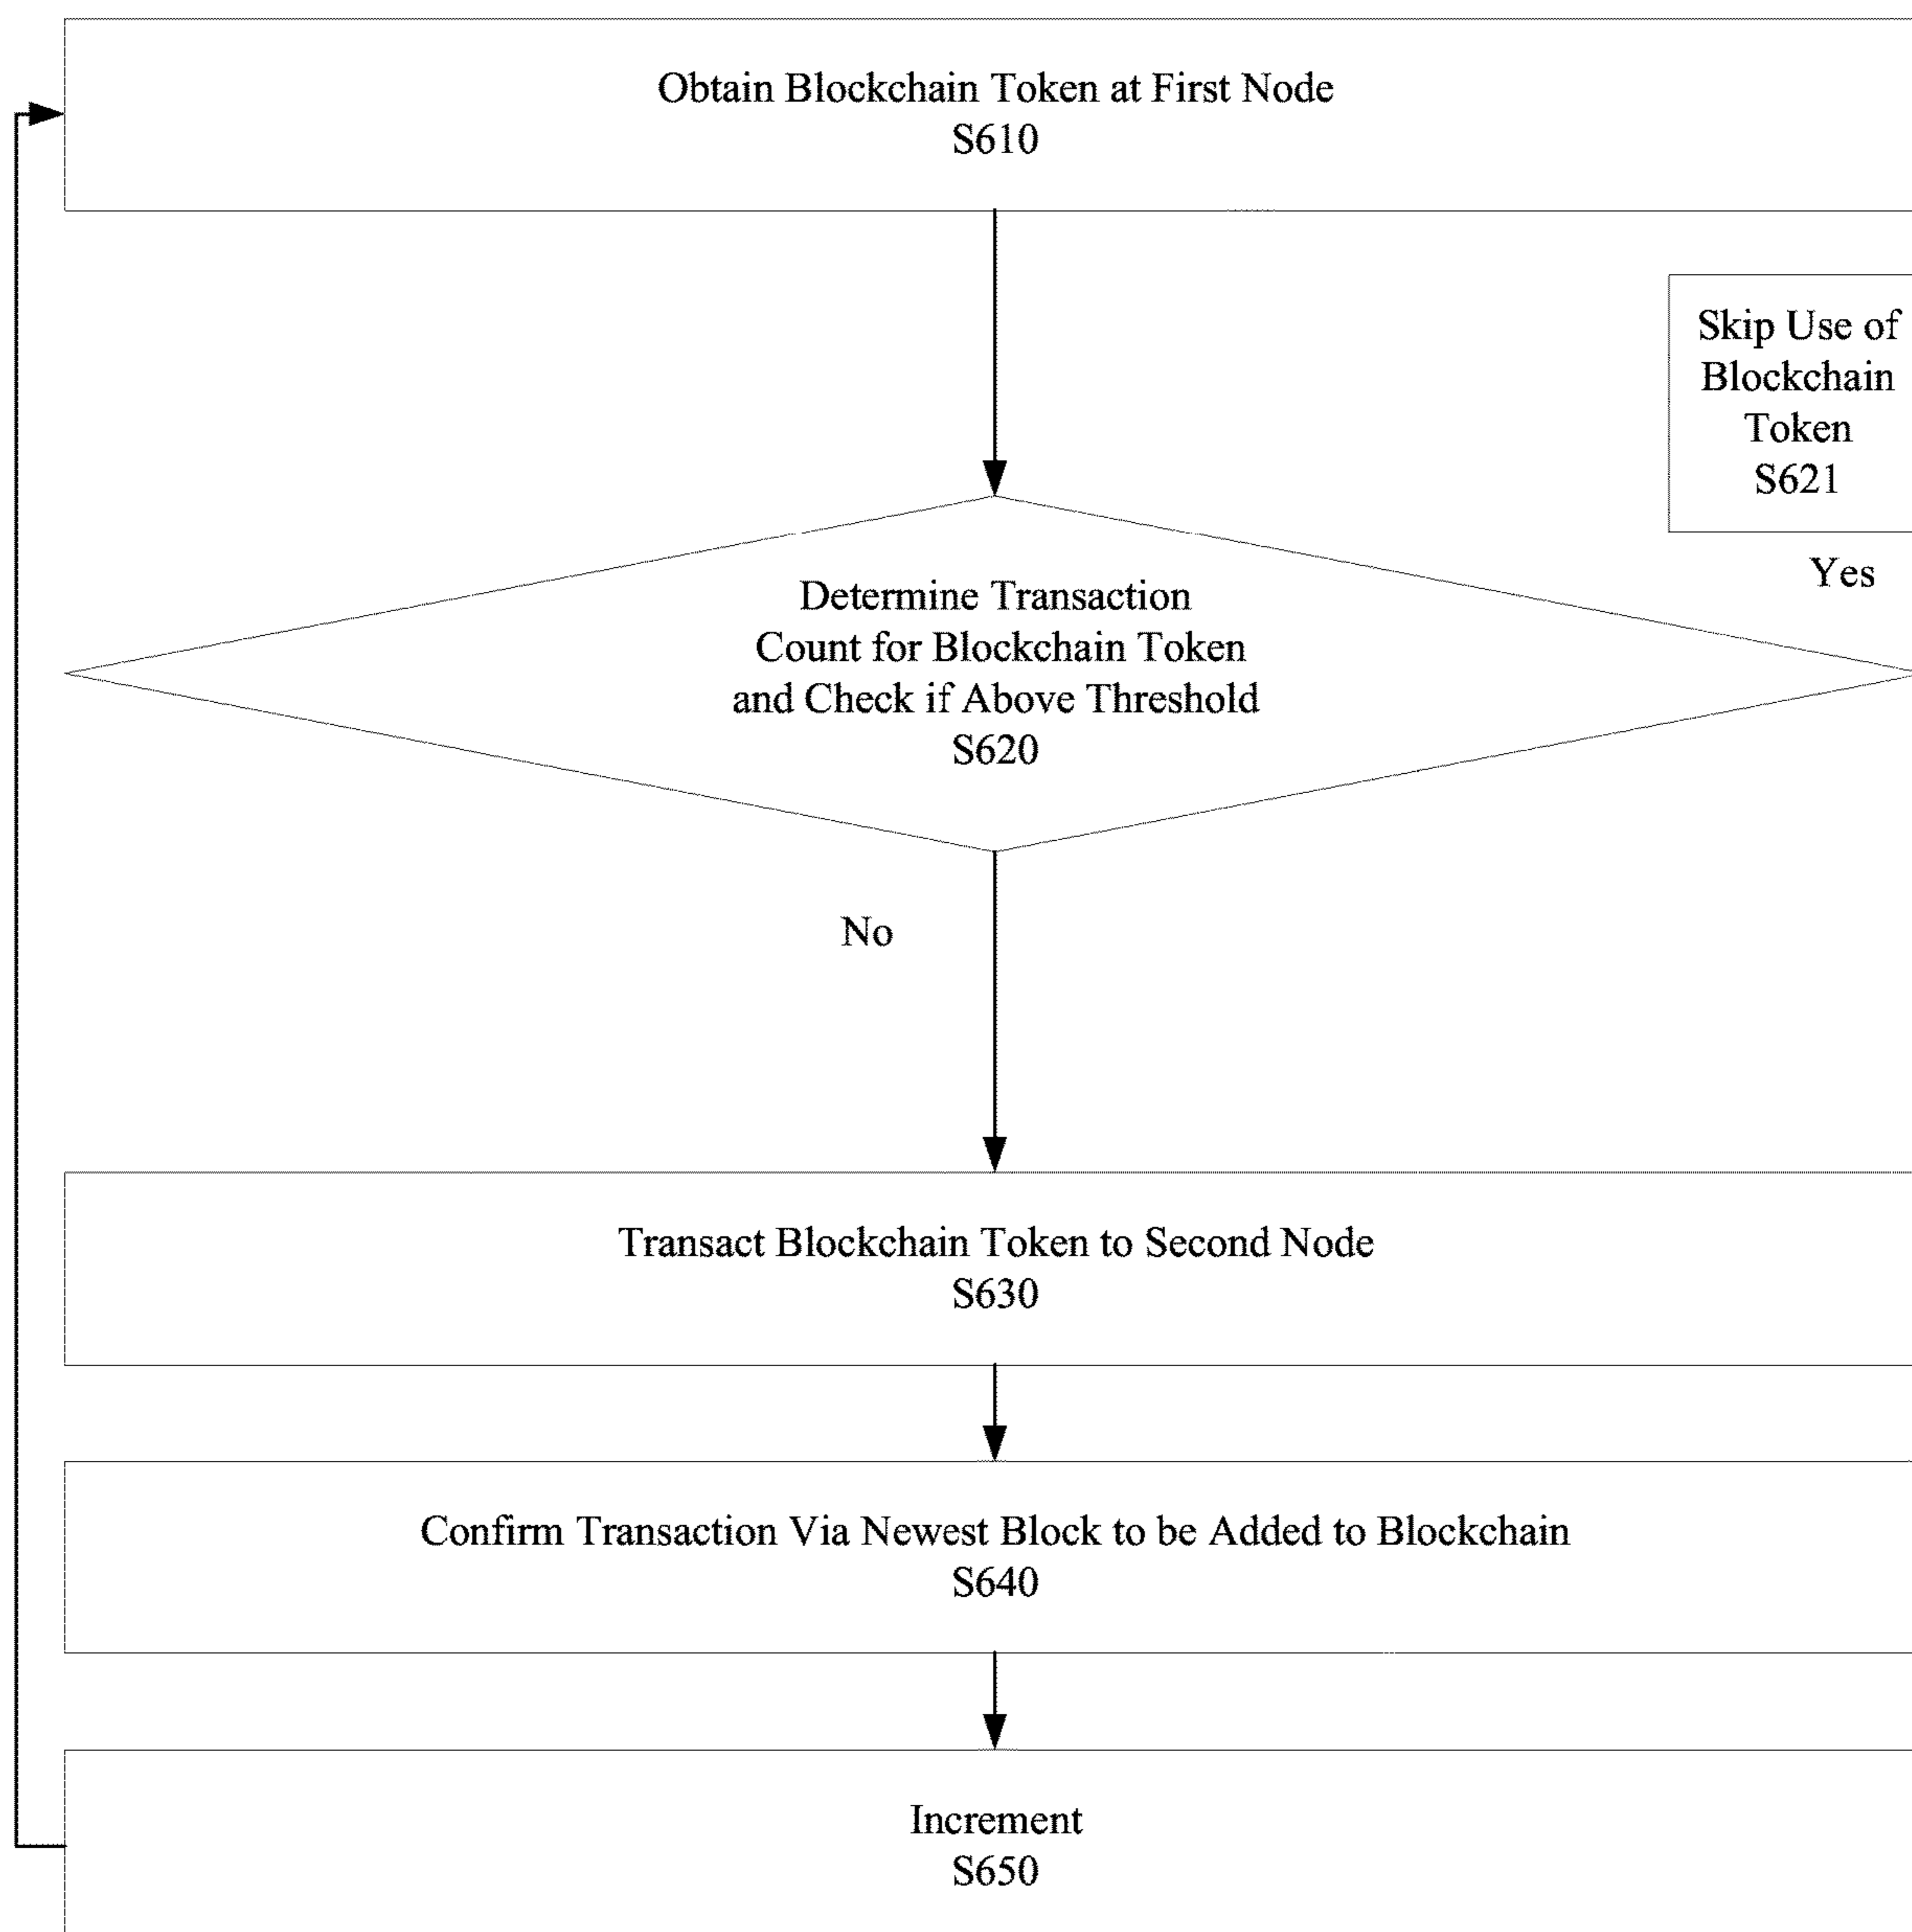 Obtain Blockchain Token at First Node
S610
Skip Use of
Blockchain
Token
S621
Yes
Determine Transaction
Count for Blockchain Token
and Check if Above Threshold
S620
No
Transact Blockchain Token to Second Node
S630
Confirm Transaction Via Newest Block to be Added to Blockchain
S640
Increment
S650